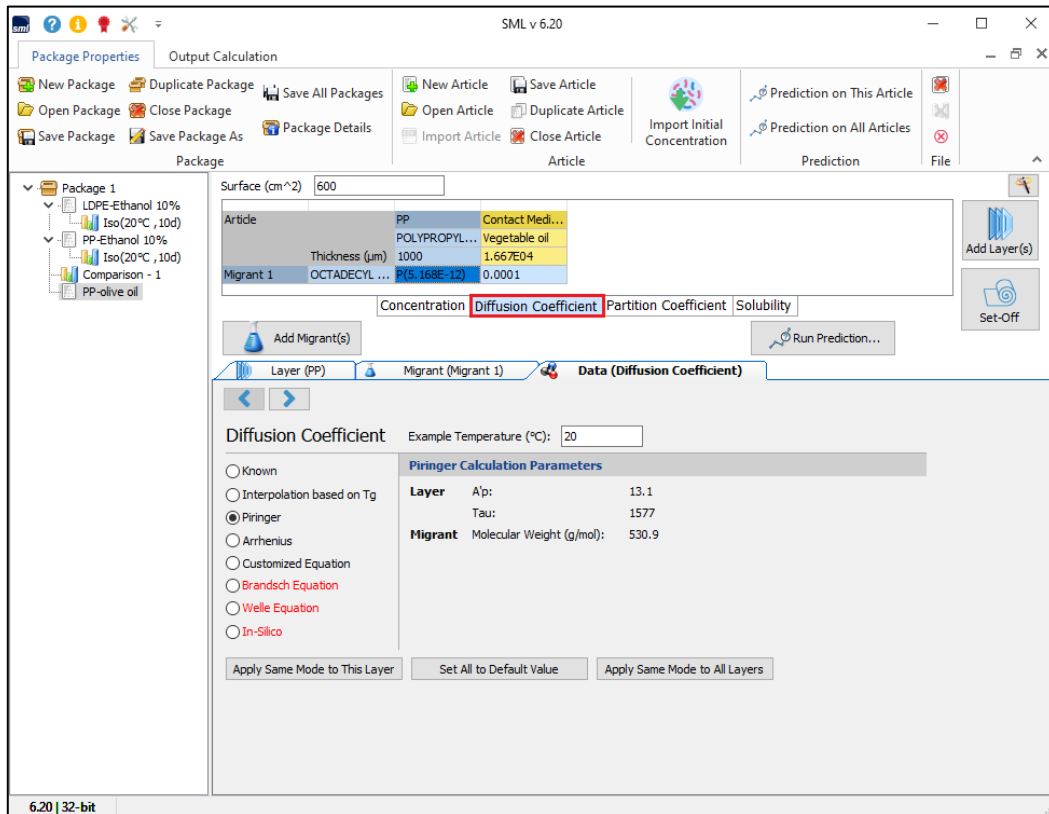 sml
SML v 6.20
Package Properties
Output Calculation
New Package
Duplicate Package
Save All Packages
Open Package
Close Package
Save Package
Save Package As
Package Details
Package
New Article
Save Article
Open Article
Duplicate Article
Import Article
Close Article
Import Initial
Concentration
Article
Prediction on This Article
Prediction on All Articles
Prediction
File
Package 1
LDPE-Ethanol 10%
Iso(20°C ,10d)
PP-Ethanol 10%
Iso(20°C ,10d)
Comparison - 1
PP-olive oil
Surface (cm^2) 600
Article PP Contact Medi...
POLYPROPYL... Vegetable oil
Thickness (μm) 1000 1.667E04
Migrant 1 OCTADECYL ... P(5.168E-12) 0.0001
Concentration Diffusion Coefficient Partition Coefficient Solubility
Add Layer(s)
Set-Off
Add Migrant(s)
Run Prediction...
Layer (PP) Migrant (Migrant 1) Data (Diffusion Coefficient)
Diffusion Coefficient Example Temperature (°C): 20
Known
Interpolation based on Tg
Piringer
Arrhenius
Customized Equation
Brandsch Equation
Welle Equation
In-Silico
Piringer Calculation Parameters
Layer A'p: 13.1
Tau: 1577
Migrant Molecular Weight (g/mol): 530.9
Apply Same Mode to This Layer
Set All to Default Value
Apply Same Mode to All Layers
6.20 | 32-bit